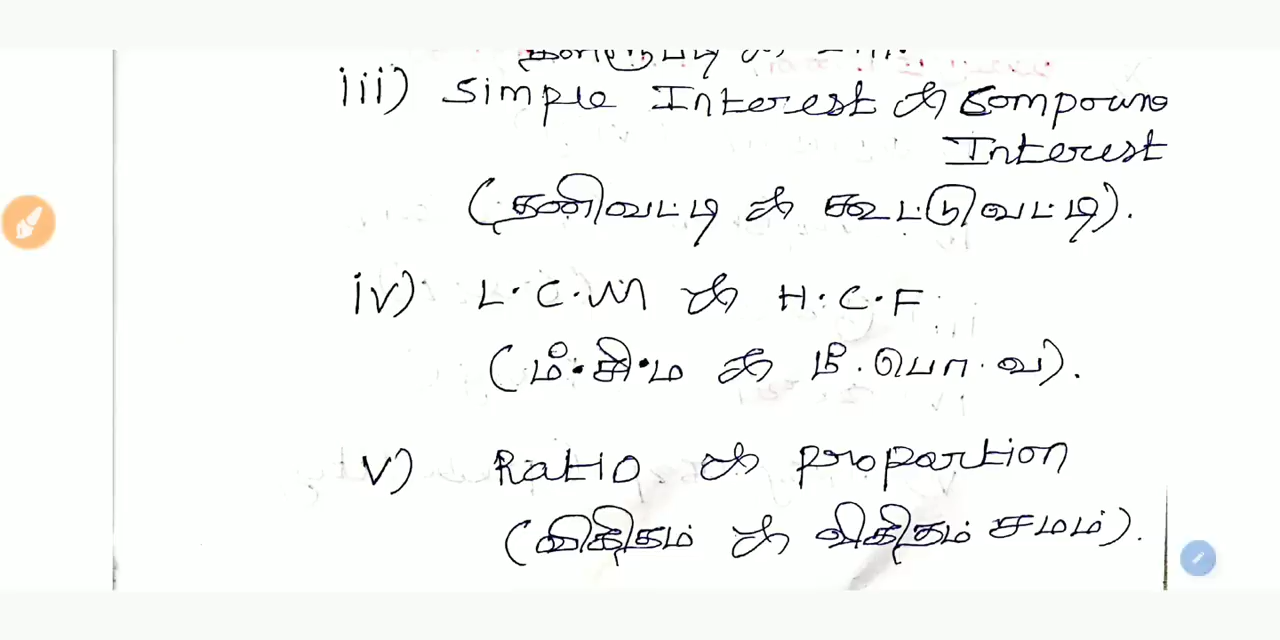 iii) Simple Interest & Compound
Interest
(தனிவட்டி & கூட்டுவட்டி).
iv) L.C.M & H.C.F
(மீ.சி.ம & மீ.பொ.வ).
v) Ratio & proportion
(விகிதம் & விகிதம் சமம்).